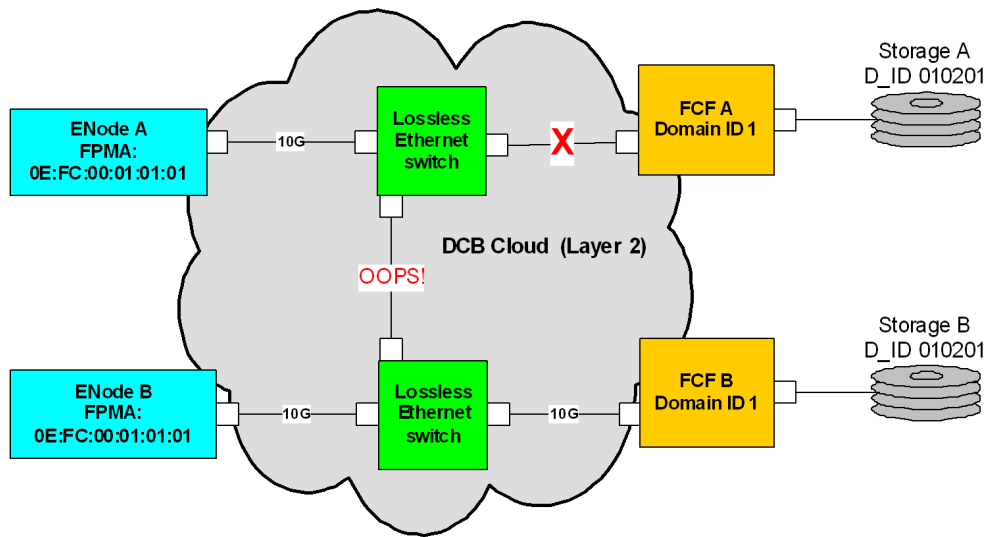 ENode A
FPMA:
0E:FC:00:01:01:01
10G
Lossless
Ethernet
switch
X
FCF A
Domain ID 1
Storage A
D_ID 010201
DCB Cloud (Layer 2)
OOPS!
ENode B
FPMA:
0E:FC:00:01:01:01
10G
Lossless
Ethernet
switch
10G
FCF B
Domain ID 1
Storage B
D_ID 010201